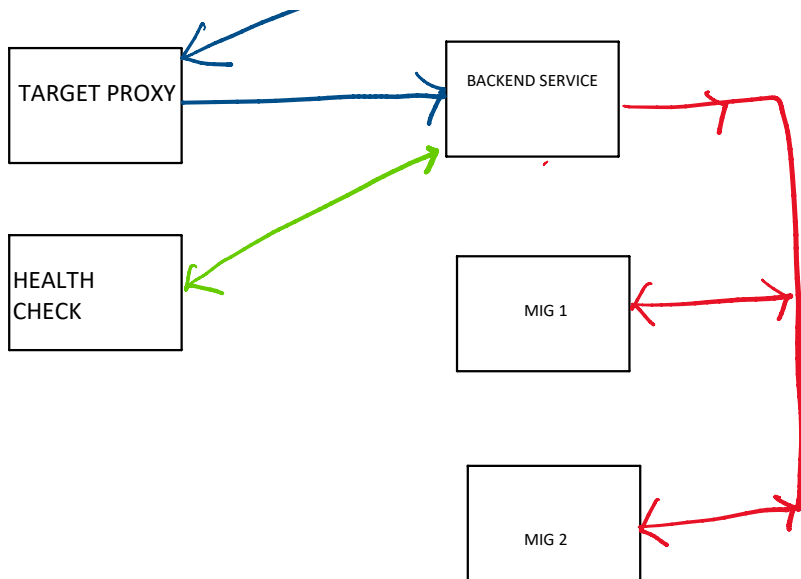 TARGET PROXY
BACKEND SERVICE
HEALTH
CHECK
MIG 1
MIG 2